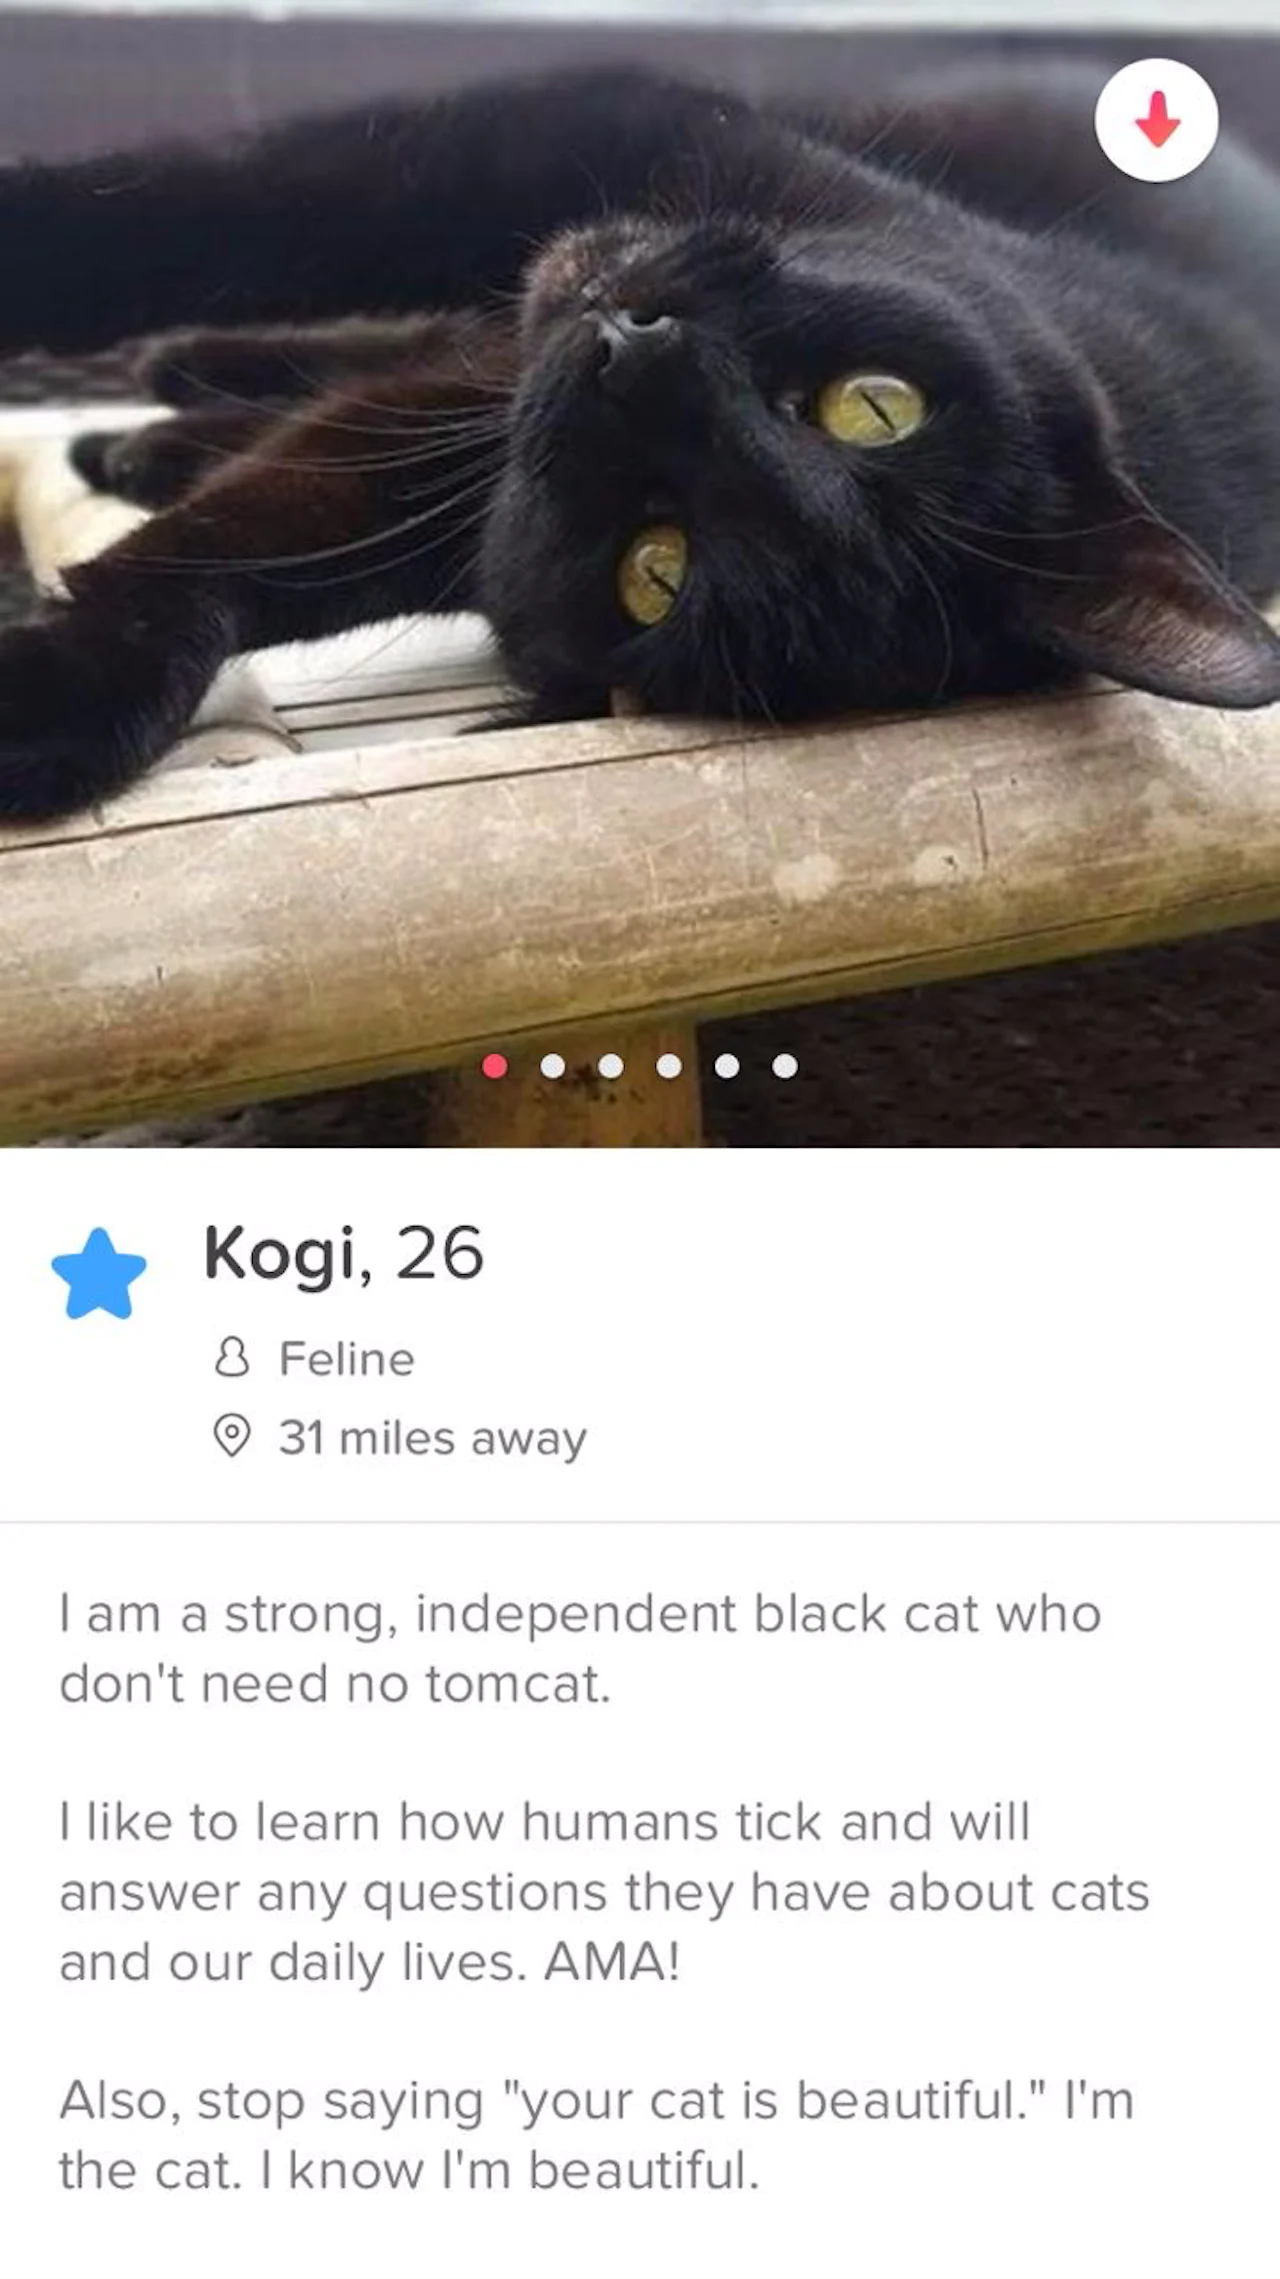 Kogi, 26
Feline
31 miles away
I am a strong, independent black cat who
don't need no tomcat.
I like to learn how humans tick and will
answer any questions they have about cats
and our daily lives. AMA!
Also, stop saying "your cat is beautiful." I'm
the cat. I know I'm beautiful.